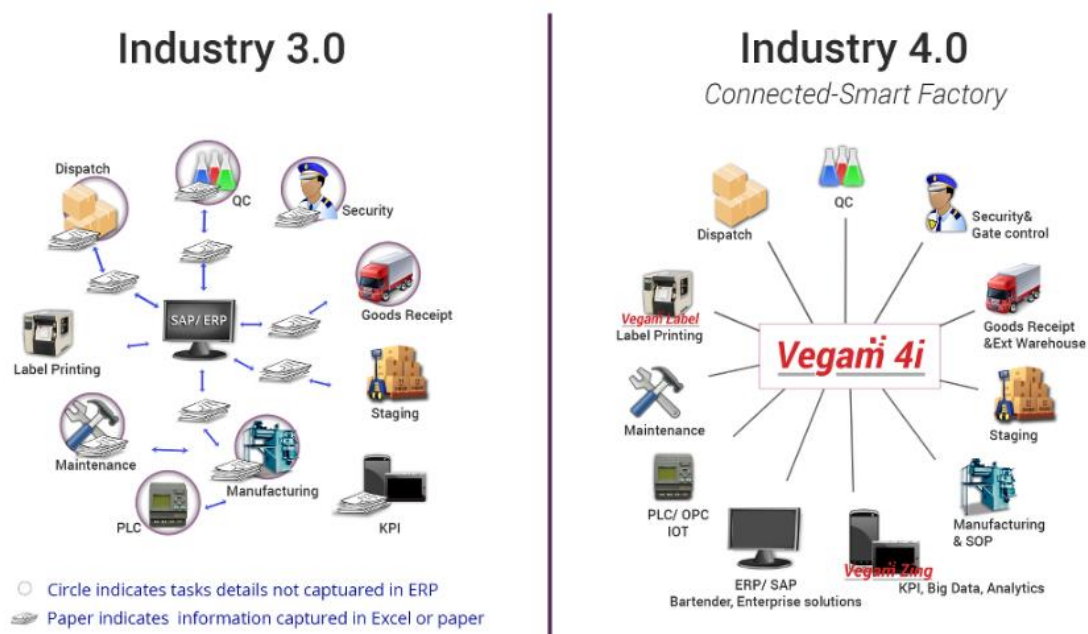 Industry 3.0
Dispatch
QC
Security
SAP/ ERP
Goods Receipt
Label Printing
Staging
Maintenance
Manufacturing
PLC
KPI
Circle indicates tasks details not captuared in ERP
Paper indicates information captured in Excel or paper
Industry 4.0
Connected-Smart Factory
QC
Dispatch
Security&
Gate control
Vegam Label
Label Printing
Goods Receipt
&Ext Warehouse
Vegam 4i
Maintenance
Staging
PLC/ OPC
IOT
Manufacturing
& SOP
ERP/ SAP
Bartender, Enterprise solutions
Vegam Zing
KPI, Big Data, Analytics